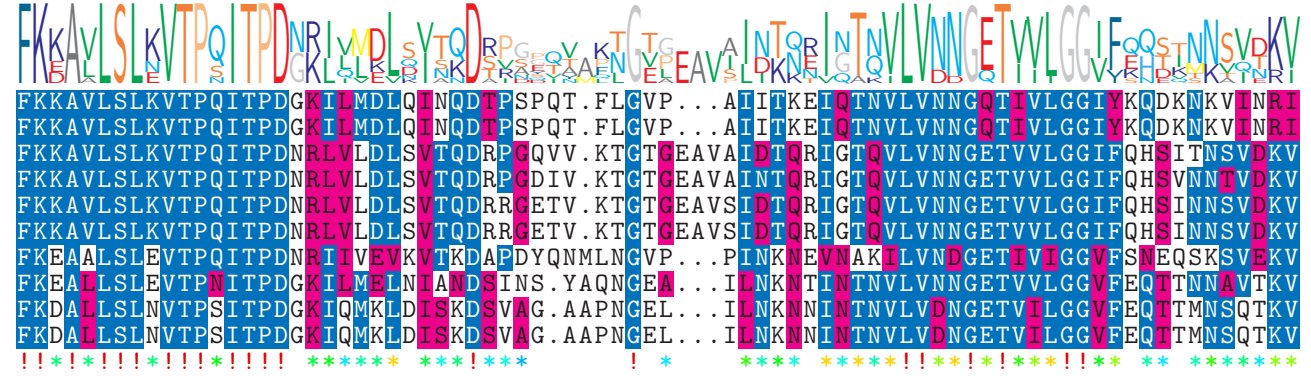 FKKAVLSLKVTPQITPDGKILMDLQINQDTPSPQT.FLGVP...AIITKEIQTNVLVNNGQTIVLGGIYKQDKNKVINRI
FKKAVLSLKVTPQITPDGKILMDLQINQDTPSPQT.FLGVP...AIITKEIQTNVLVNNGQTIVLGGIYKQDKNKVINRI
FKKAVLSLKVTPQITPDNRLVLDLSVTQDRPGQVV.KTGTGEAVAIDTQRIGTQVLVNNGETVVLGGIFQHSITNSVDKV
FKKAVLSLKVTPQITPDNRLVLDLSVTQDRPGDIV.KTGTGEAVAINTQRIGTQVLVNNGETVVLGGIFQHSVNNTVDKV
FKKAVLSLKVTPQITPDNRLVLDLSVTQDRRGETV.KTGTGEAVSIDTQRIGTQVLVNNGETVVLGGIFQHSINNSVDKV
FKKAVLSLKVTPQITPDNRLVLDLSVTQDRRGETV.KTGTGEAVSIDTQRIGTQVLVNNGETVVLGGIFQHSINNSVDKV
FKEAALSLEVTPQITPDNRIIVEVKVTKDAPDYQNMLNGVP...PINKNEVNAKILVNDGETIVIGGVFSNEQSKSVEKV
FKEALLSLEVTPNITPDGKILMELNIANDSINS.YAQNGEA...ILNKNTINTNVLVNNGETVVLGGVFEQTTNNAVTKV
FKDALLSLNVTPSITPDGKIQMKLDISKDSVAG.AAPNGEL...ILNKNNINTNVLVDNGETVILGGVFEQTTMNSQTKV
FKDALLSLNVTPSITPDGKIQMKLDISKDSVAG.AAPNGEL...ILNKNNINTNVLVNNGETVILGGVFEQTTMNSQTKV
!!*!*!!!*!!!*!!!! ****** ***!*** ! * **** *****!!**!*!***!!** ** *******